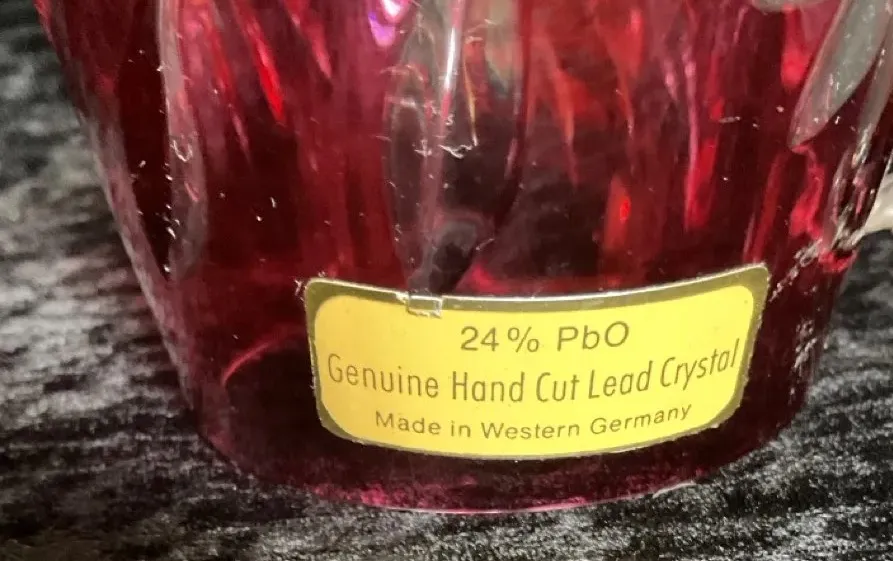 24% PbO
Genuine Hand Cut Lead Crystal
Made in Western Germany